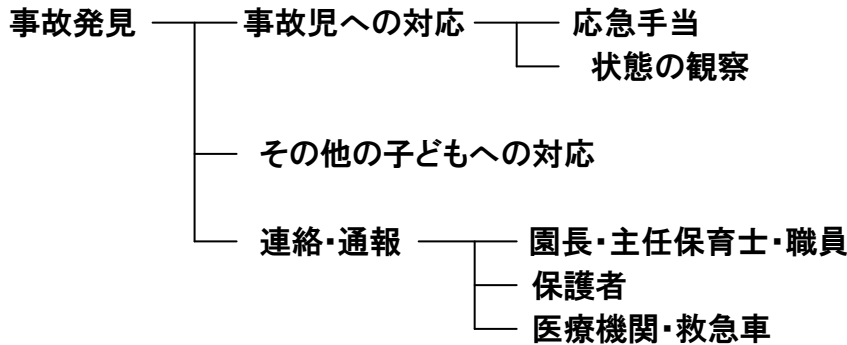 事故発見 事故児への対応 応急手当
状態の観察
その他の子どもへの対応
連絡・通報 園長・主任保育士・職員
保護者
医療機関・救急車